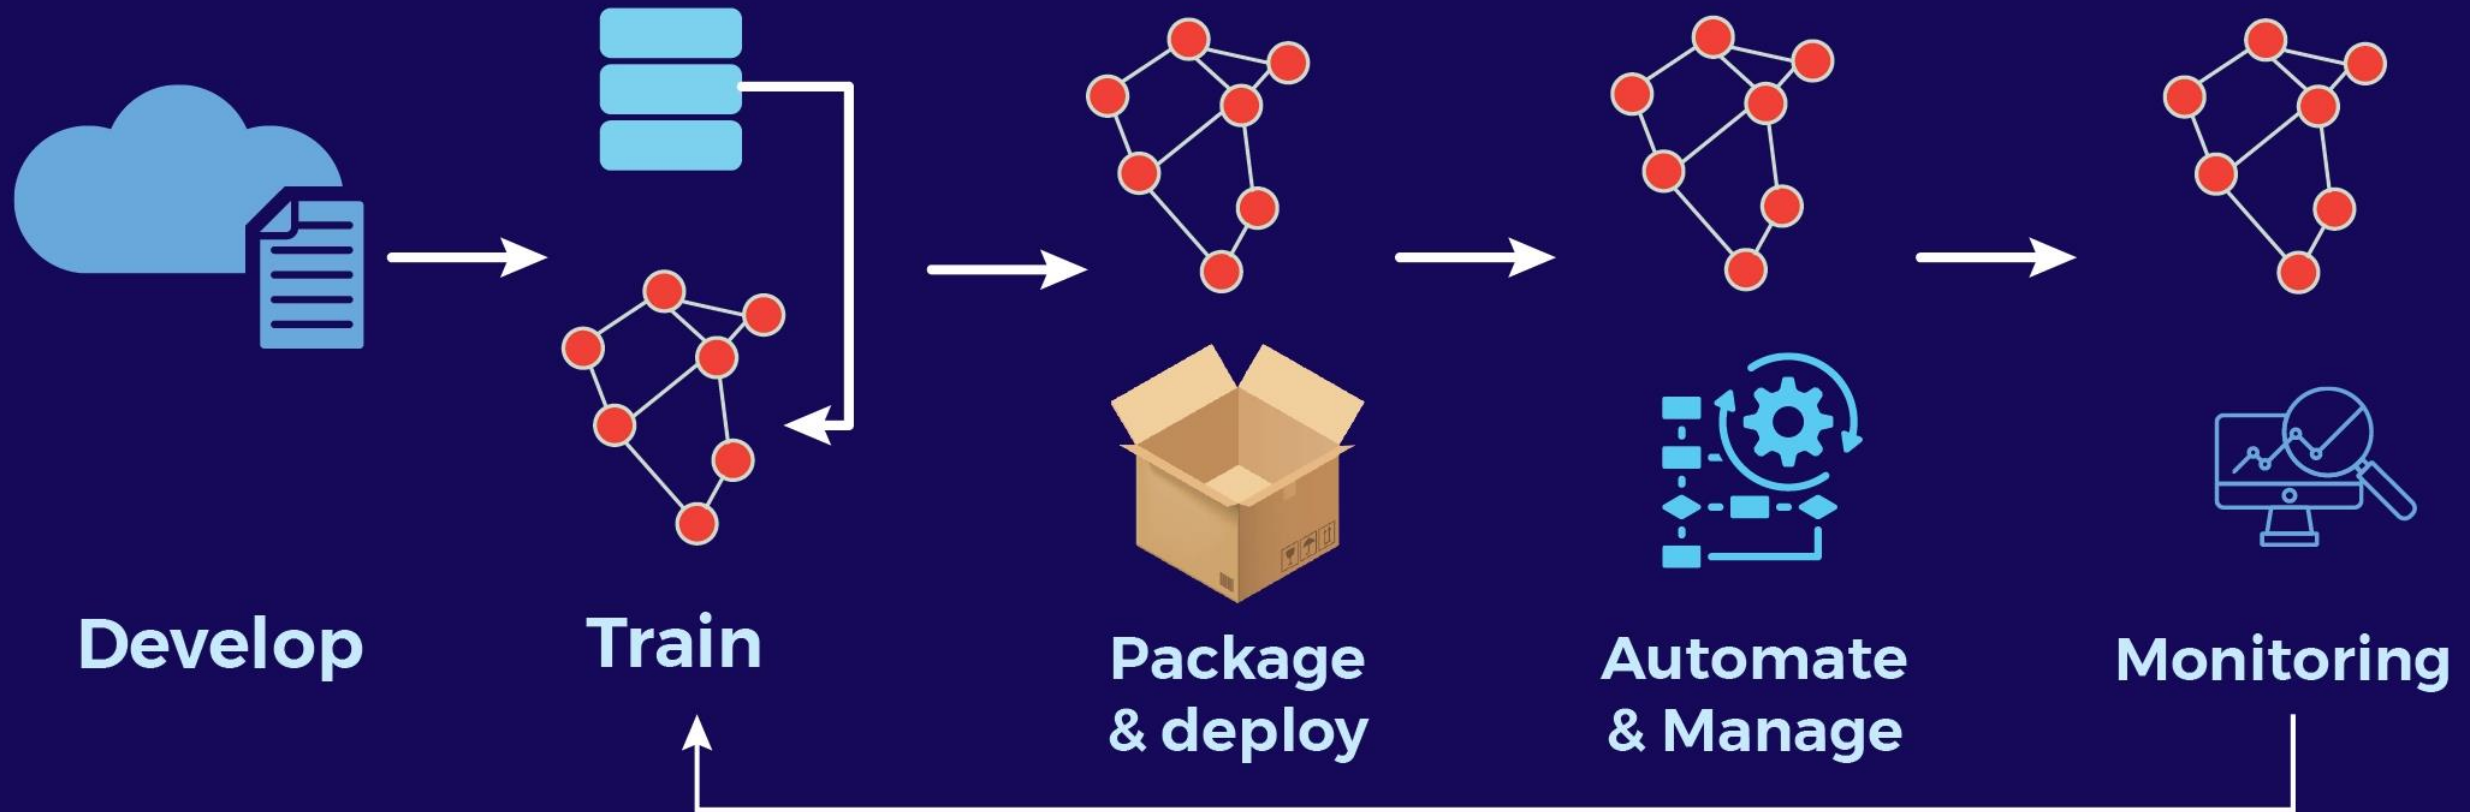 Develop
Train
Package
& deploy
Automate
& Manage
Monitoring